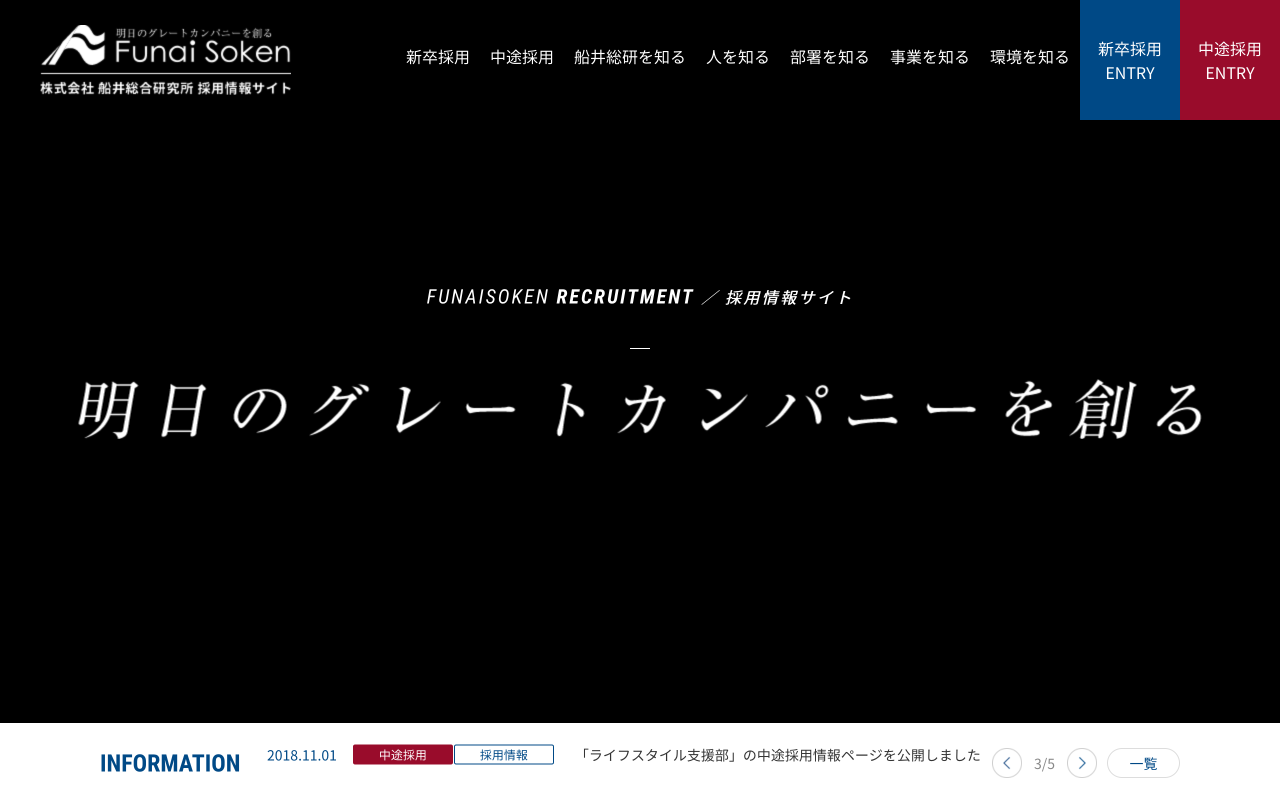 明日のグレートカンパニーを創る
Funai Soken
株式会社 船井総合研究所 採用情報サイト
新卒採用 中途採用 船井総研を知る 人を知る 部署を知る 事業を知る 環境を知る
新卒採用
ENTRY
中途採用
ENTRY
FUNAISOKEN RECRUITMENT ／ 採用情報サイト
明日のグレートカンパニーを創る
INFORMATION
2018.11.01 中途採用 採用情報 「ライフスタイル支援部」の中途採用情報ページを公開しました
3/5
一覧